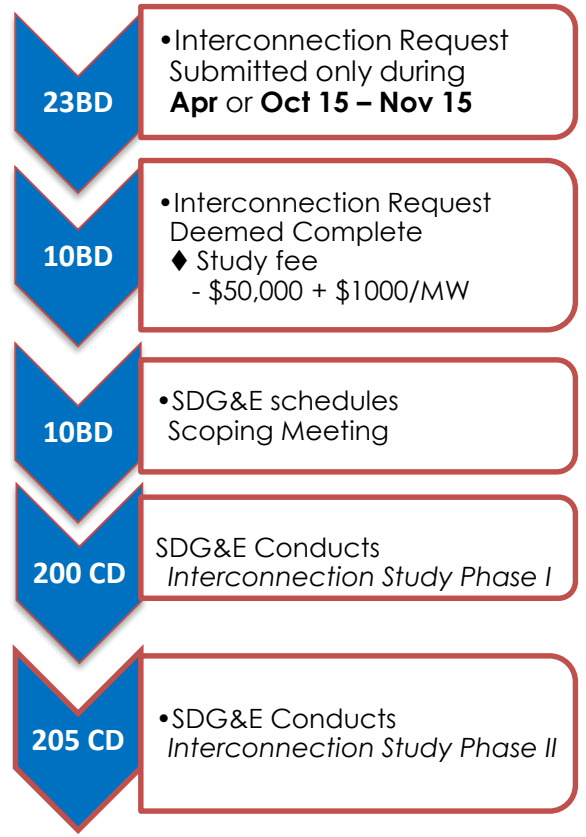 23BD
•Interconnection Request
Submitted only during
Apr or Oct 15 – Nov 15
10BD
•Interconnection Request
Deemed Complete
♦ Study fee
- $50,000 + $1000/MW
10BD
•SDG&E schedules
Scoping Meeting
200 CD
SDG&E Conducts
Interconnection Study Phase I
205 CD
•SDG&E Conducts
Interconnection Study Phase II